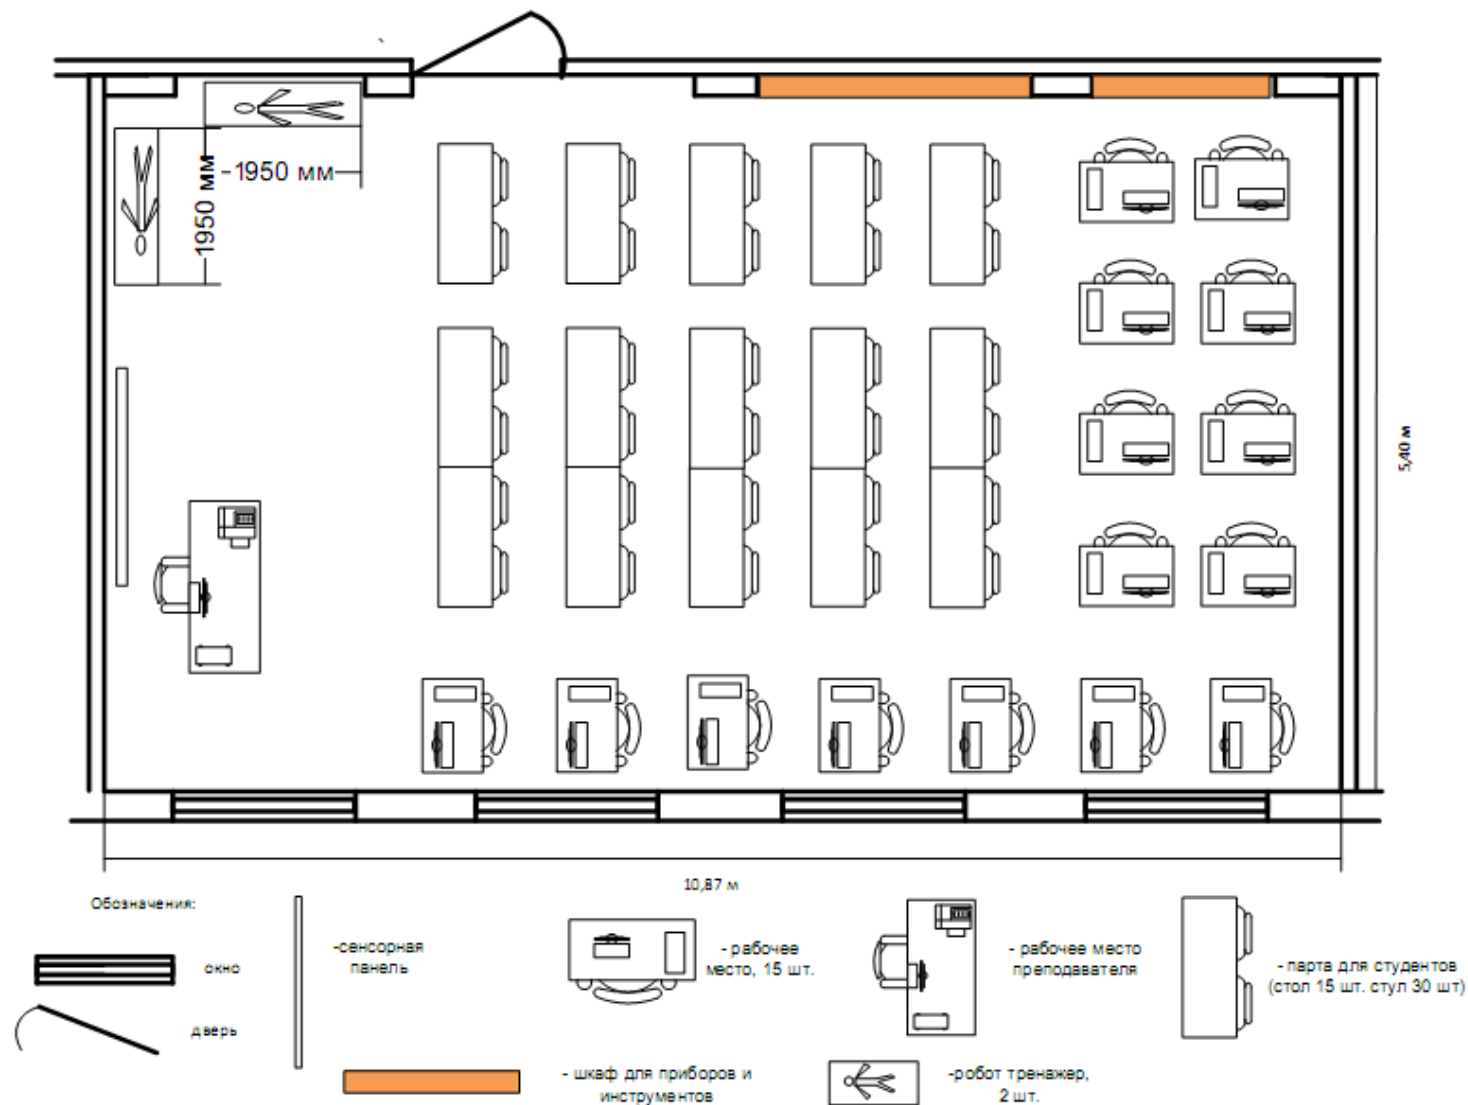 1950 мм
1950 мм
5,40 м
10,87 м
Обозначения:
окно
дверь
-сенсорная
панель
- рабочее
место, 15 шт.
- рабочее место
преподавателя
- парта для студентов
(стол 15 шт. стул 30 шт)
- шкаф для приборов и
инструментов
-робот тренажер,
2 шт.